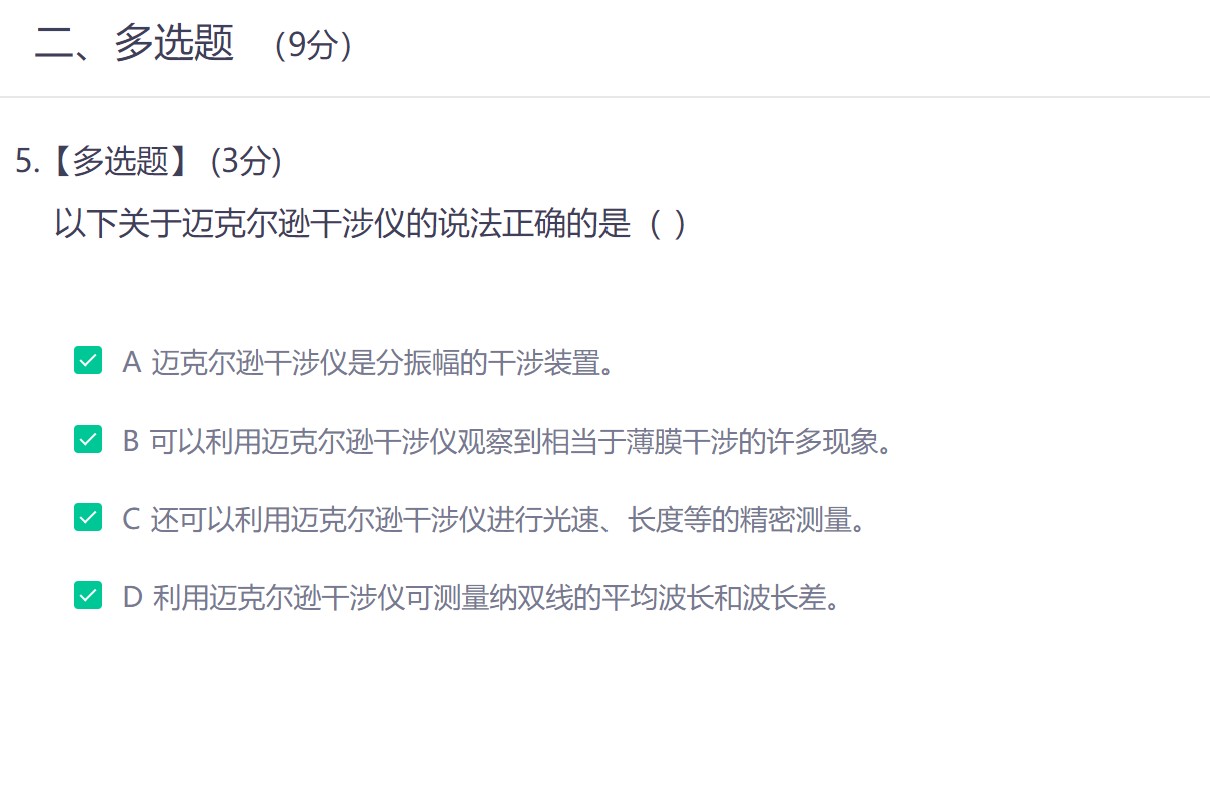 二、多选题 （9分）
5.【多选题】 (3分)
以下关于迈克尔逊干涉仪的说法正确的是（ ）
A 迈克尔逊干涉仪是分振幅的干涉装置。
B 可以利用迈克尔逊干涉仪观察到相当于薄膜干涉的许多现象。
C 还可以利用迈克尔逊干涉仪进行光速、长度等的精密测量。
D 利用迈克尔逊干涉仪可测量纳双线的平均波长和波长差。